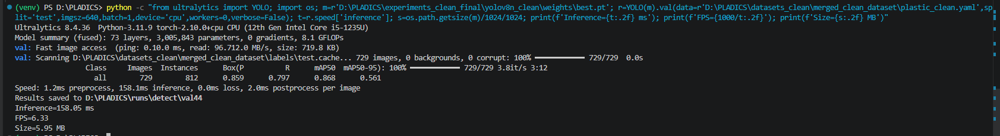 (venv) PS D:\PLADICS> python -c "from ultralytics import YOLO; import os; m=r'D:\PLADICS\experiments_clean_final\yolov8n_clean\weights\best.pt'; r=YOLO(m).val(data=r'D:\PLADICS\datasets_clean\merged_clean_dataset\plastic_clean.yaml',sp
lit='test',imgsz=640,batch=1,device='cpu',workers=0,verbose=False); t=r.speed['inference']; s=os.path.getsize(m)/1024/1024; print(f'Inference={t:.2f} ms'); print(f'FPS={1000/t:.2f}'); print(f'Size={s:.2f} MB')"
Ultralytics 8.4.36 Python-3.11.9 torch-2.10.0+cpu CPU (12th Gen Intel Core i5-1235U)
Model summary (fused): 73 layers, 3,005,843 parameters, 0 gradients, 8.1 GFLOPs
val: Fast image access (ping: 0.10.0 ms, read: 96.712.0 MB/s, size: 719.8 KB)
val: Scanning D:\PLADICS\datasets_clean\merged_clean_dataset\labels\test.cache... 729 images, 0 backgrounds, 0 corrupt: 100% ━━━━━━━━━━━━ 729/729 0.0s
Class Images Instances Box(P R mAP50 mAP50-95): 100% ━━━━━━━━━━━━ 729/729 3.8it/s 3:12
all 729 812 0.859 0.797 0.868 0.561
Speed: 1.2ms preprocess, 158.1ms inference, 0.0ms loss, 2.0ms postprocess per image
Results saved to D:\PLADICS\runs\detect\val44
Inference=158.05 ms
FPS=6.33
Size=5.95 MB